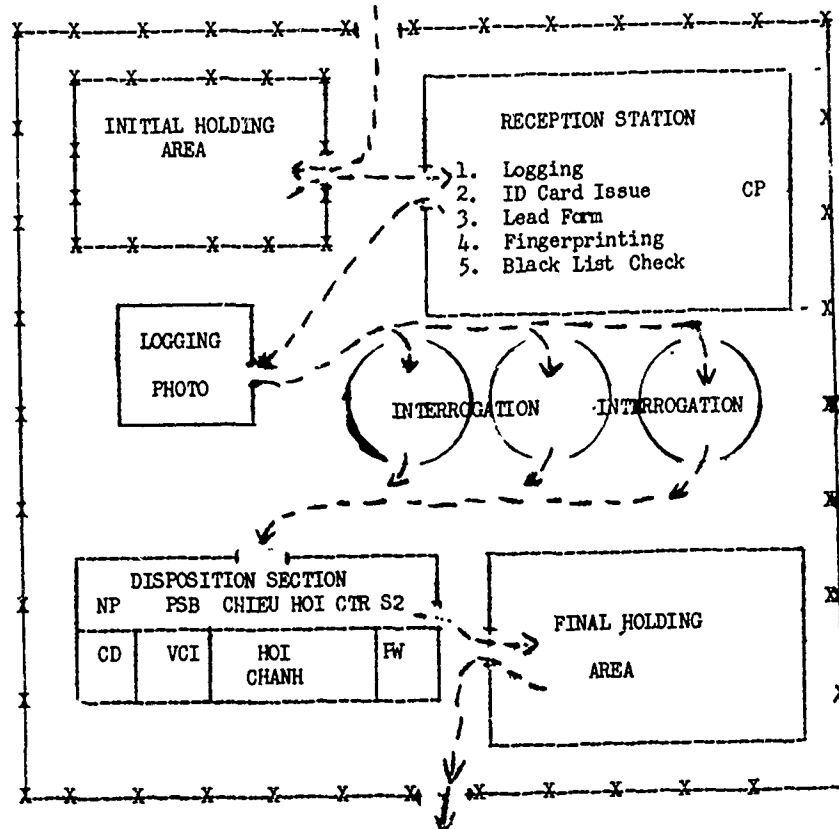 INITIAL HOLDING
AREA
RECEPTION STATION
1. Logging
2. ID Card Issue
3. Lead Form
4. Fingerprinting
5. Black List Check
CP
LOGGING
PHOTO
INTERROGATION
INTERROGATION
DISPOSITION SECTION
NP PSB CHIEU HOI CTR S2
CD VCI HOI PW
CHANH
FINAL HOLDING
AREA